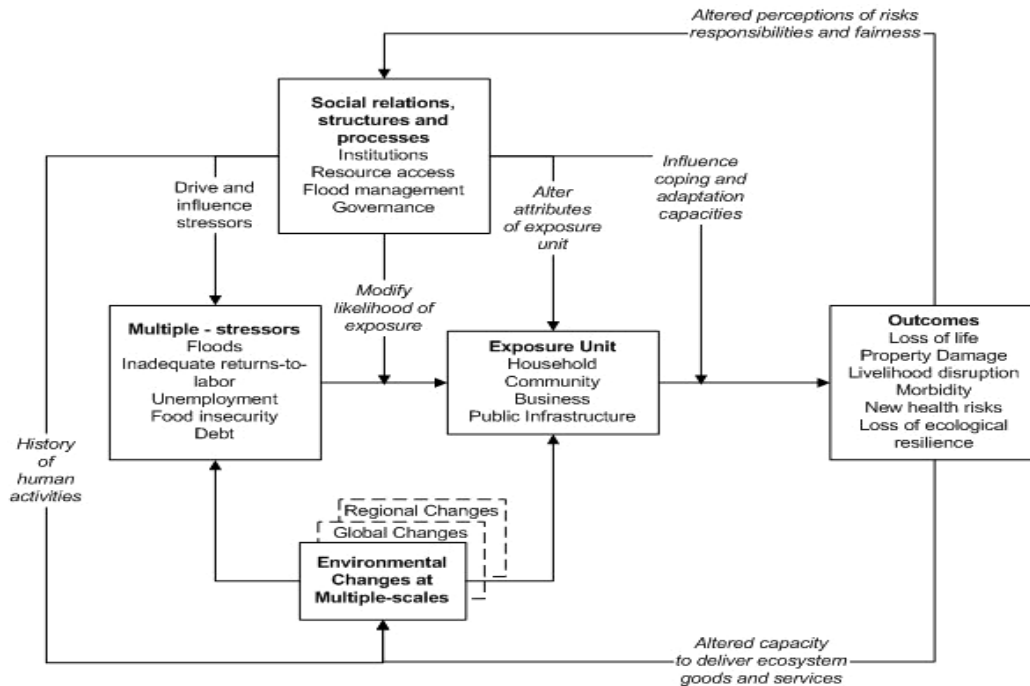 Altered perceptions of risks
responsibilities and fairness
Social relations,
structures and
processes
Institutions
Resource access
Flood management
Governance
Drive and
influence
stressors
Alter
attributes
of exposure
unit
Influence
coping and
adaptation
capacities
Modify
likelihood of
exposure
Multiple - stressors
Floods
Inadequate returns-to-
labor
Unemployment
Food insecurity
Debt
Exposure Unit
Household
Community
Business
Public Infrastructure
Outcomes
Loss of life
Property Damage
Livelihood disruption
Morbidity
New health risks
Loss of ecological
resilience
History
of
human
activities
Regional Changes
Global Changes
Environmental
Changes at
Multiple-scales
Altered capacity
to deliver ecosystem
goods and services